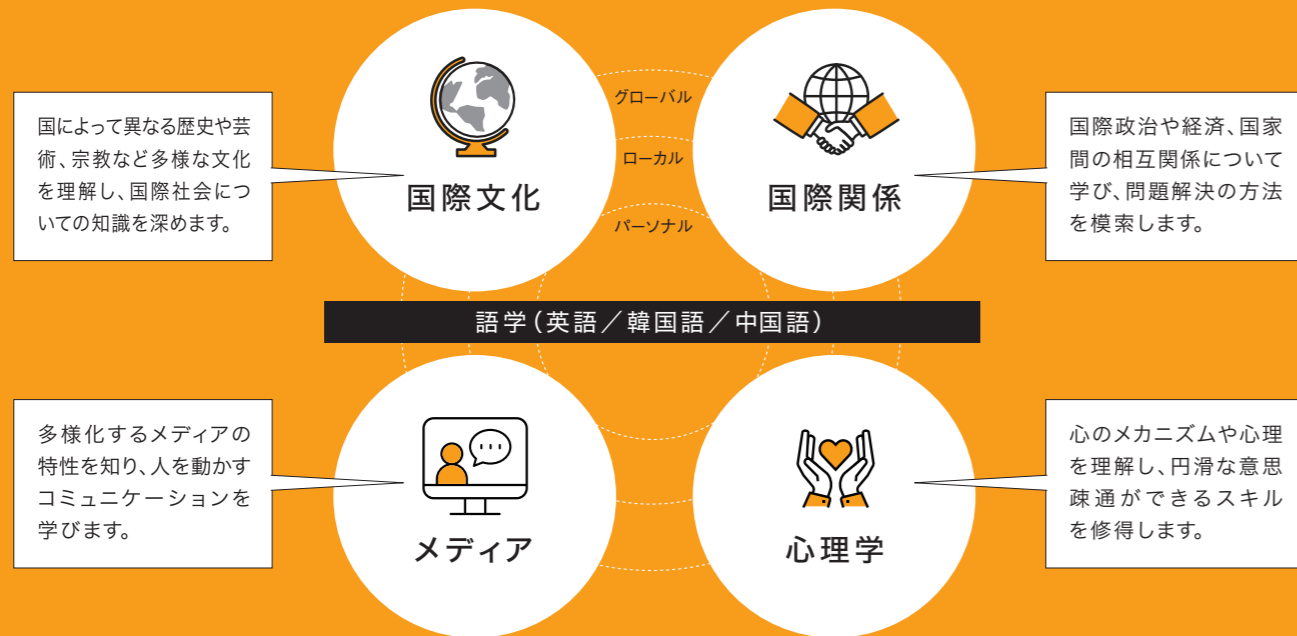 国によって異なる歴史や芸
術、宗教など多様な文化
を理解し、国際社会につ
いての知識を深めます。
国際文化
グローバル
ローカル
パーソナル
国際関係
国際政治や経済、国家
間の相互関係について
学び、問題解決の方法
を模索します。
語学(英語／韓国語／中国語)
多様化するメディアの
特性を知り、人を動かす
コミュニケーションを
学びます。
メディア
心理学
心のメカニズムや心理
を理解し、円滑な意思
疎通ができるスキル
を修得します。